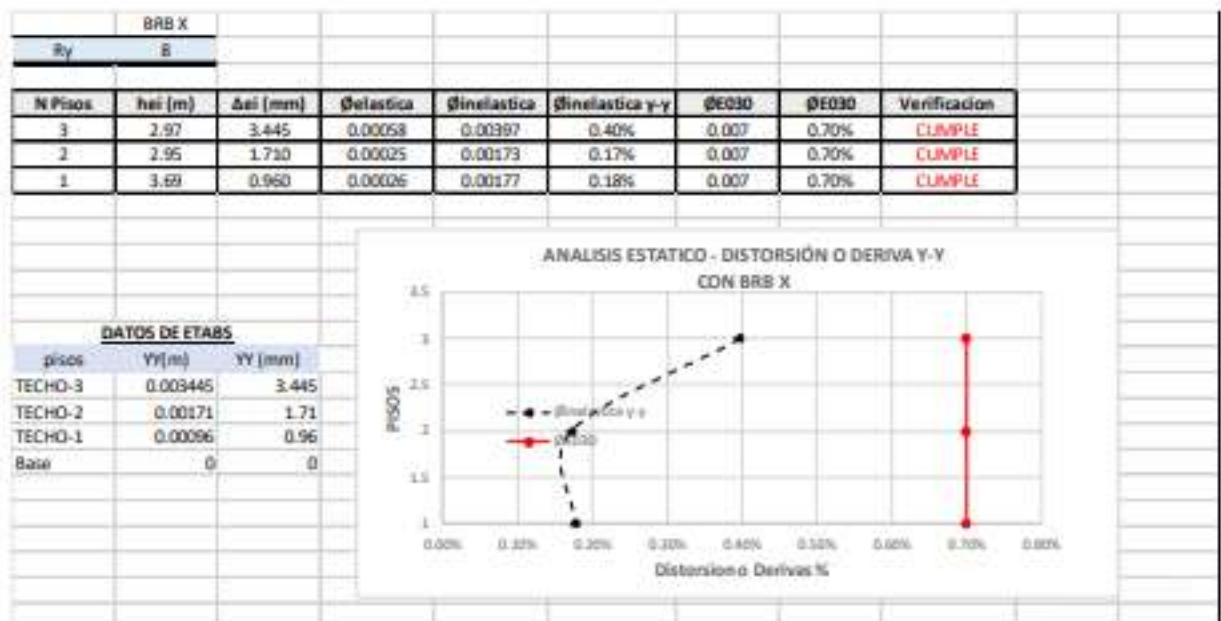 BRB X
Ry 8
N Pisos hei (m) Δei (mm) Øelastica Øinelastica Øinelastica y-y ØE030 ØE030 Verificacion
3 2.97 3.445 0.00058 0.00397 0.40% 0.007 0.70% CUMPLE
2 2.95 1.710 0.00025 0.00173 0.17% 0.007 0.70% CUMPLE
1 3.69 0.960 0.00026 0.00177 0.18% 0.007 0.70% CUMPLE
ANALISIS ESTATICO - DISTORSIÓN O DERIVA Y-Y
CON BRB X
3.5
3
2.5
2
1.5
1
PISOS
Øinelastica y-y
ØE030
0.00% 0.10% 0.20% 0.30% 0.40% 0.50% 0.60% 0.70% 0.80%
Distorsion o Derivas %
DATOS DE ETABS
pisos YY(m) YY (mm)
TECHO-3 0.003445 3.445
TECHO-2 0.00171 1.71
TECHO-1 0.00096 0.96
Base 0 0